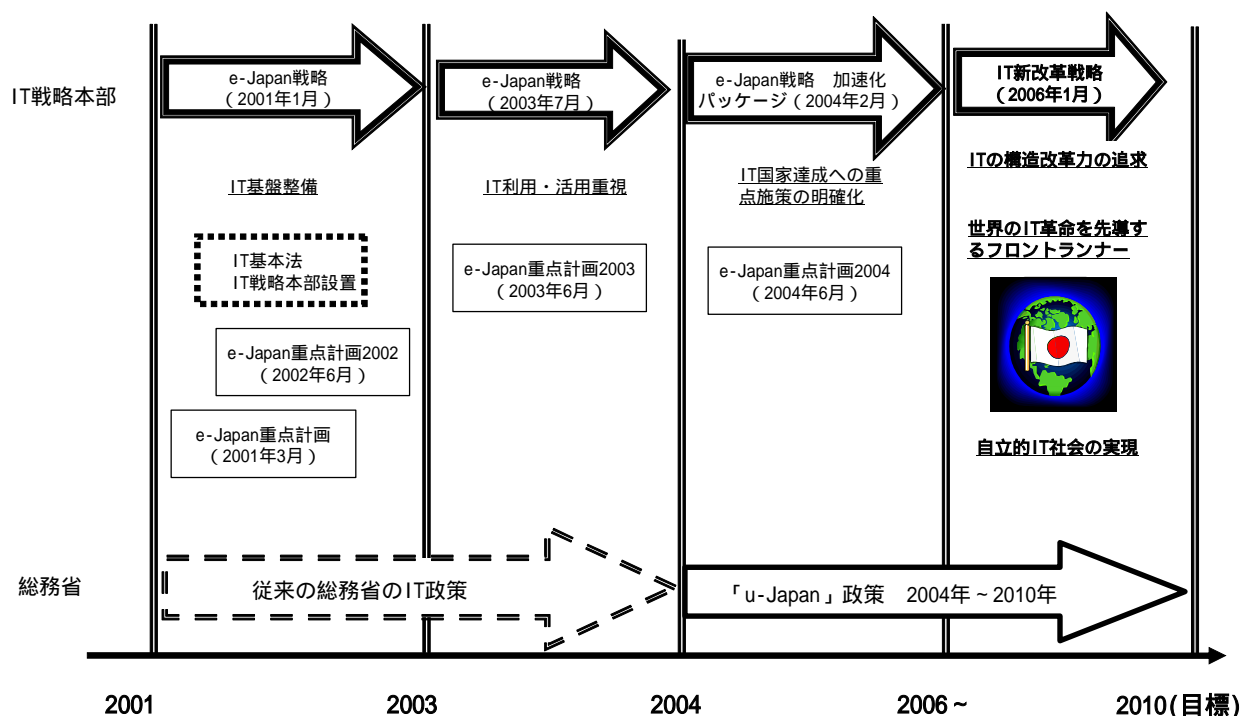 IT戦略本部
e-Japan戦略
(2001年1月)
e-Japan戦略
(2003年7月)
e-Japan戦略 加速化
パッケージ(2004年2月)
IT新改革戦略
(2006年1月)
IT基盤整備
IT利用・活用重視
IT国家達成への重
点施策の明確化
ITの構造改革力の追求
IT基本法
IT戦略本部設置
e-Japan重点計画2003
(2003年6月)
e-Japan重点計画2004
(2004年6月)
世界のIT革命を先導す
るフロントランナー
e-Japan重点計画2002
(2002年6月)
e-Japan重点計画
(2001年3月)
自立的IT社会の実現
総務省
従来の総務省のIT政策
「u-Japan」政策 2004年~2010年
2001
2003
2004
2006~
2010(目標)